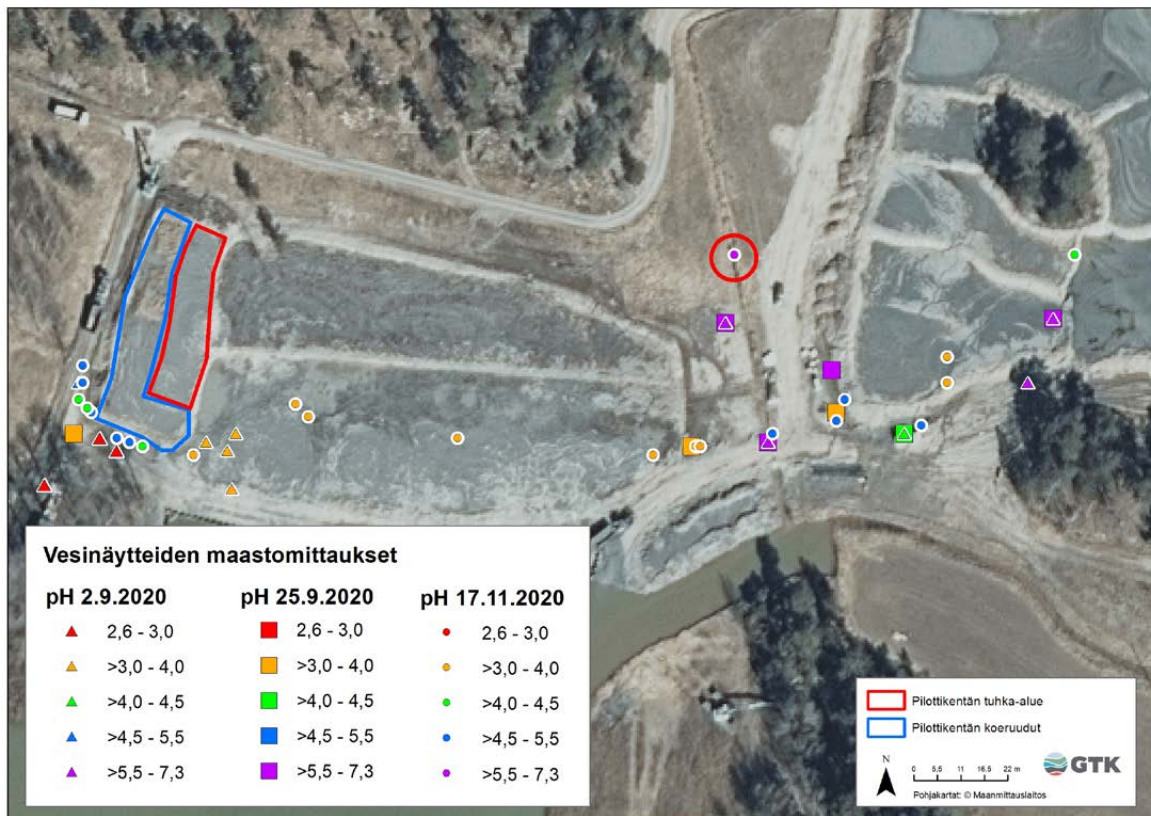 Vesinäytteiden maastomittaukset
pH 2.9.2020
2,6 - 3,0
>3,0 - 4,0
>4,0 - 4,5
>4,5 - 5,5
>5,5 - 7,3
pH 25.9.2020
2,6 - 3,0
>3,0 - 4,0
>4,0 - 4,5
>4,5 - 5,5
>5,5 - 7,3
pH 17.11.2020
2,6 - 3,0
>3,0 - 4,0
>4,0 - 4,5
>4,5 - 5,5
>5,5 - 7,3
Pilottikentän tuhka-alue
Pilottikentän koeruudut
N
0 5,5 11 16,5 22 m
GTK
Pohjakartat: © Maanmittauslaitos